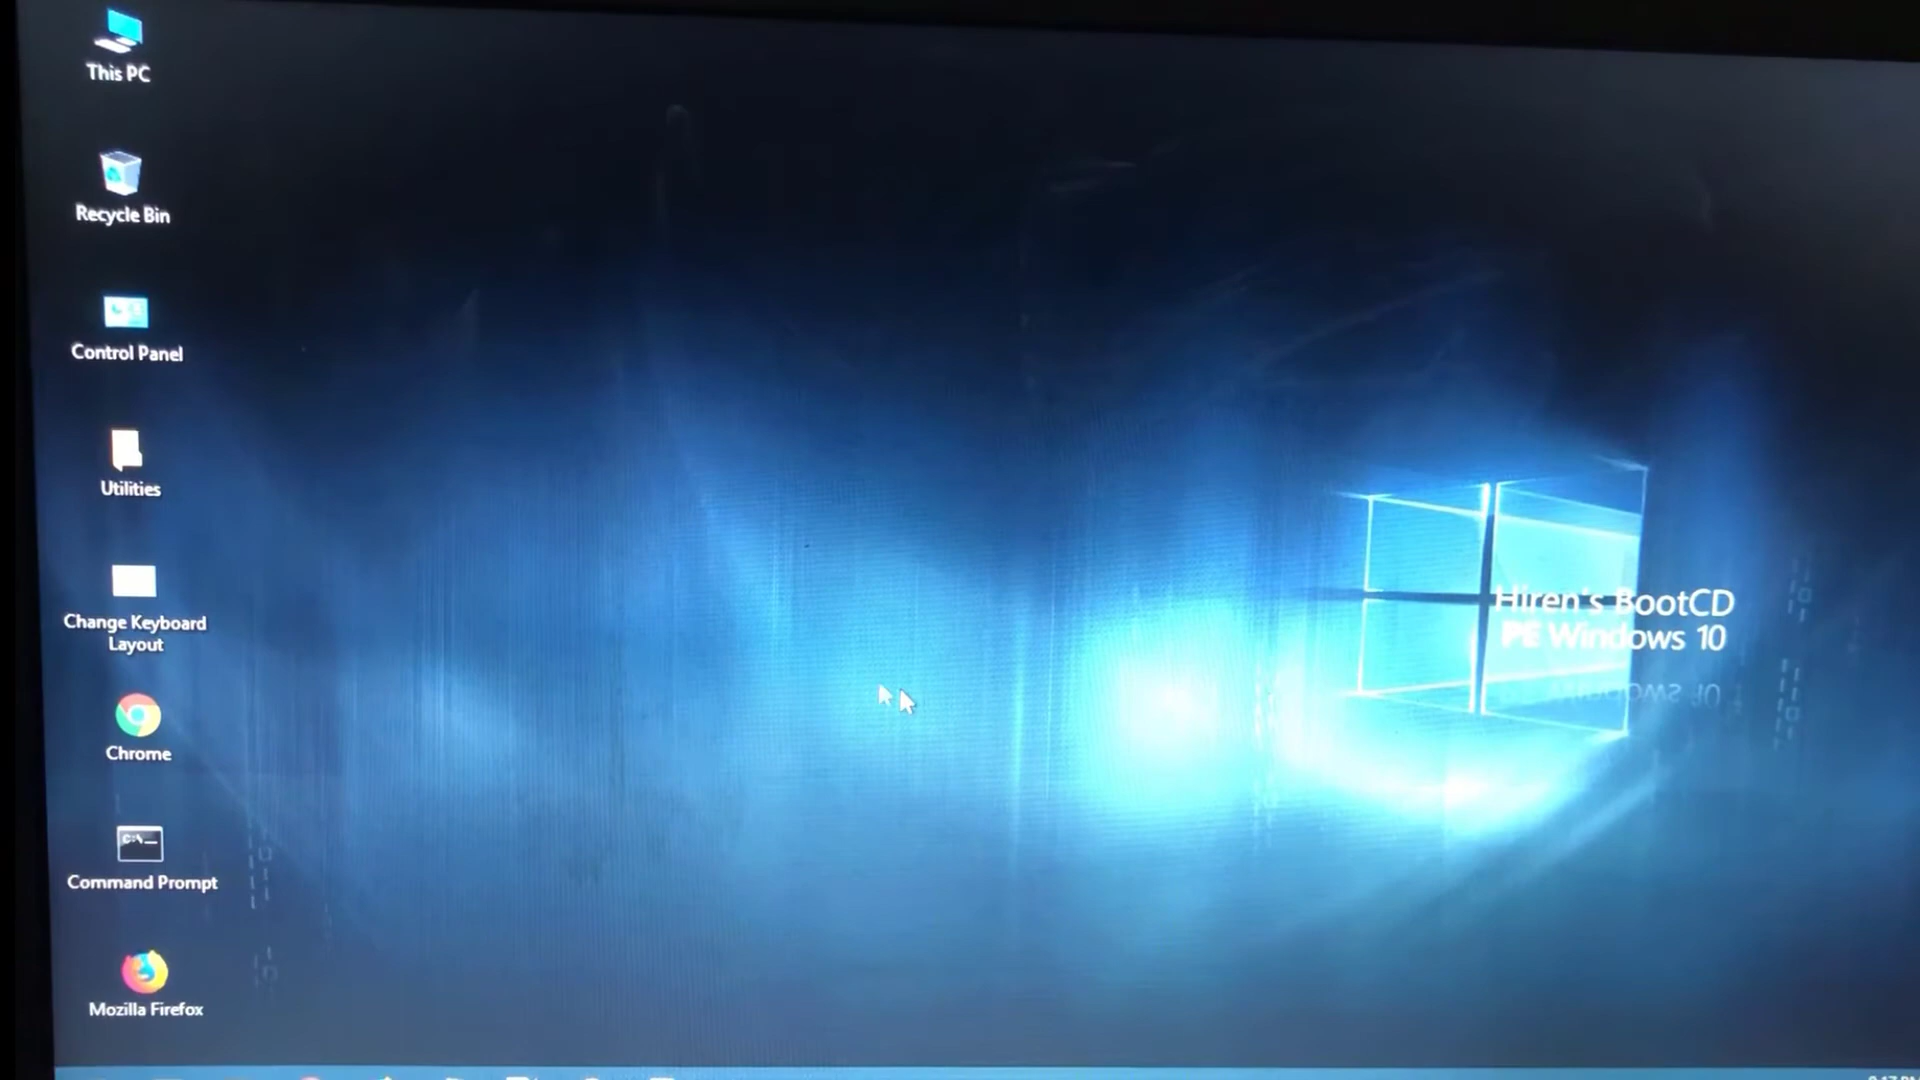 This PC
Recycle Bin
Control Panel
Utilities
Change Keyboard
Layout
Chrome
C:\_
Command Prompt
Mozilla Firefox
Hiren's BootCD
PE Windows 10